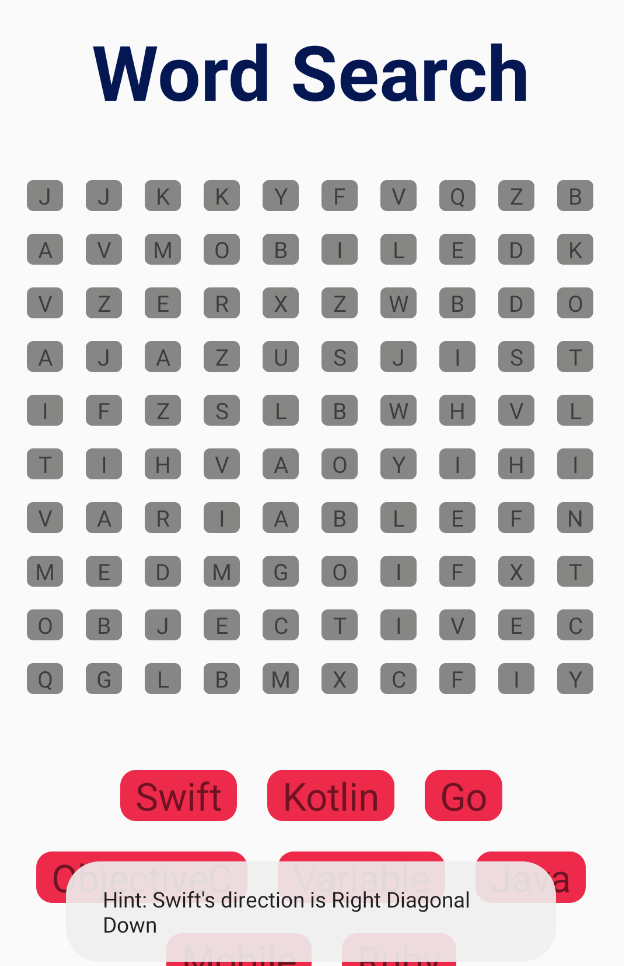 Word Search
J J K K Y F V Q Z B
A V M O B I L E D K
V Z E R X Z W B D O
A J A Z U S J I S T
I F Z S L B W H V L
T I H V A O Y I H I
V A R I A B L E F N
M E D M G O I F X T
O B J E C T I V E C
Q G L B M X C F I Y
Swift Kotlin Go
ObjectiveC Variable Java
Hint: Swift's direction is Right Diagonal
Down
Mobile Ruby